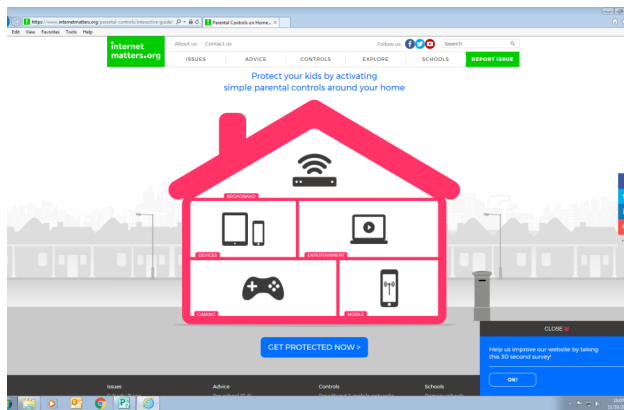 https://www.internetmatters.org/parental-controls/interactive-guide/
Parental Controls on Home...
Edit View Favorites Tools Help
internet
matters.org
About us Contact us
Follow us:
Search
ISSUES ADVICE CONTROLS EXPLORE SCHOOLS REPORT ISSUE
Protect your kids by activating
simple parental controls around your home
BROADBAND
DEVICES
ENTERTAINMENT
GAMING
MOBILE
GET PROTECTED NOW >
CLOSE
Help us improve our website by taking
this 30 second survey!
OK!
Issues Advice Controls Schools